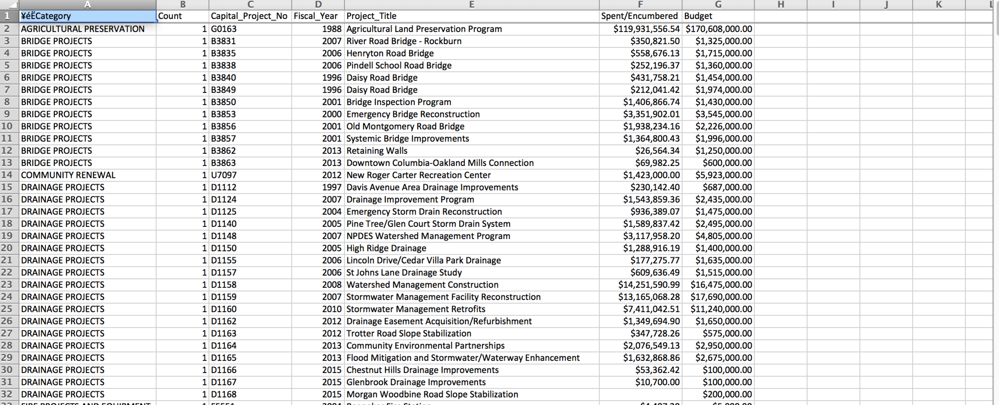 A B C D E F G H I J K L
1 ¥éËCategory Count Capital_Project_No Fiscal_Year Project_Title Spent/Encumbered Budget
2 AGRICULTURAL PRESERVATION 1 G0163 1988 Agricultural Land Preservation Program $119,931,556.54 $170,608,000.00
3 BRIDGE PROJECTS 1 B3831 2007 River Road Bridge - Rockburn $350,821.50 $1,325,000.00
4 BRIDGE PROJECTS 1 B3835 2006 Henryton Road Bridge $558,676.13 $1,715,000.00
5 BRIDGE PROJECTS 1 B3838 2006 Pindell School Road Bridge $252,196.37 $1,360,000.00
6 BRIDGE PROJECTS 1 B3840 1996 Daisy Road Bridge $431,758.21 $1,454,000.00
7 BRIDGE PROJECTS 1 B3849 1996 Daisy Road Bridge $212,041.42 $1,974,000.00
8 BRIDGE PROJECTS 1 B3850 2001 Bridge Inspection Program $1,406,866.74 $1,430,000.00
9 BRIDGE PROJECTS 1 B3853 2000 Emergency Bridge Reconstruction $3,351,902.01 $3,545,000.00
10 BRIDGE PROJECTS 1 B3856 2001 Old Montgomery Road Bridge $1,938,234.16 $2,226,000.00
11 BRIDGE PROJECTS 1 B3857 2001 Systemic Bridge Improvements $1,364,800.43 $1,996,000.00
12 BRIDGE PROJECTS 1 B3862 2013 Retaining Walls $26,564.34 $1,250,000.00
13 BRIDGE PROJECTS 1 B3863 2013 Downtown Columbia-Oakland Mills Connection $69,982.25 $600,000.00
14 COMMUNITY RENEWAL 1 U7097 2012 New Roger Carter Recreation Center $1,423,000.00 $5,923,000.00
15 DRAINAGE PROJECTS 1 D1112 1997 Davis Avenue Area Drainage Improvements $230,142.40 $687,000.00
16 DRAINAGE PROJECTS 1 D1124 2007 Drainage Improvement Program $1,543,859.36 $2,435,000.00
17 DRAINAGE PROJECTS 1 D1125 2004 Emergency Storm Drain Reconstruction $936,389.07 $1,475,000.00
18 DRAINAGE PROJECTS 1 D1140 2005 Pine Tree/Glen Court Storm Drain System $1,589,837.42 $2,495,000.00
19 DRAINAGE PROJECTS 1 D1148 2007 NPDES Watershed Management Program $3,117,958.20 $4,805,000.00
20 DRAINAGE PROJECTS 1 D1150 2005 High Ridge Drainage $1,288,916.19 $1,400,000.00
21 DRAINAGE PROJECTS 1 D1155 2006 Lincoln Drive/Cedar Villa Park Drainage $177,275.77 $1,635,000.00
22 DRAINAGE PROJECTS 1 D1157 2006 St Johns Lane Drainage Study $609,636.49 $1,515,000.00
23 DRAINAGE PROJECTS 1 D1158 2008 Watershed Management Construction $14,251,590.99 $16,475,000.00
24 DRAINAGE PROJECTS 1 D1159 2007 Stormwater Management Facility Reconstruction $13,165,068.28 $17,690,000.00
25 DRAINAGE PROJECTS 1 D1160 2010 Stormwater Management Retrofits $7,411,042.51 $11,240,000.00
26 DRAINAGE PROJECTS 1 D1162 2012 Drainage Easement Acquisition/Refurbishment $1,349,694.90 $1,650,000.00
27 DRAINAGE PROJECTS 1 D1163 2012 Trotter Road Slope Stabilization $347,728.26 $575,000.00
28 DRAINAGE PROJECTS 1 D1164 2013 Community Environmental Partnerships $2,076,549.13 $2,950,000.00
29 DRAINAGE PROJECTS 1 D1165 2013 Flood Mitigation and Stormwater/Waterway Enhancement $1,632,868.86 $2,675,000.00
30 DRAINAGE PROJECTS 1 D1166 2015 Chestnut Hills Drainage Improvements $53,362.42 $100,000.00
31 DRAINAGE PROJECTS 1 D1167 2015 Glenbrook Drainage Improvements $10,700.00 $100,000.00
32 DRAINAGE PROJECTS 1 D1168 2015 Morgan Woodbine Road Slope Stabilization $200,000.00
FIRE PROJECTS AND EQUIPMENT 1 2004 Fire Station